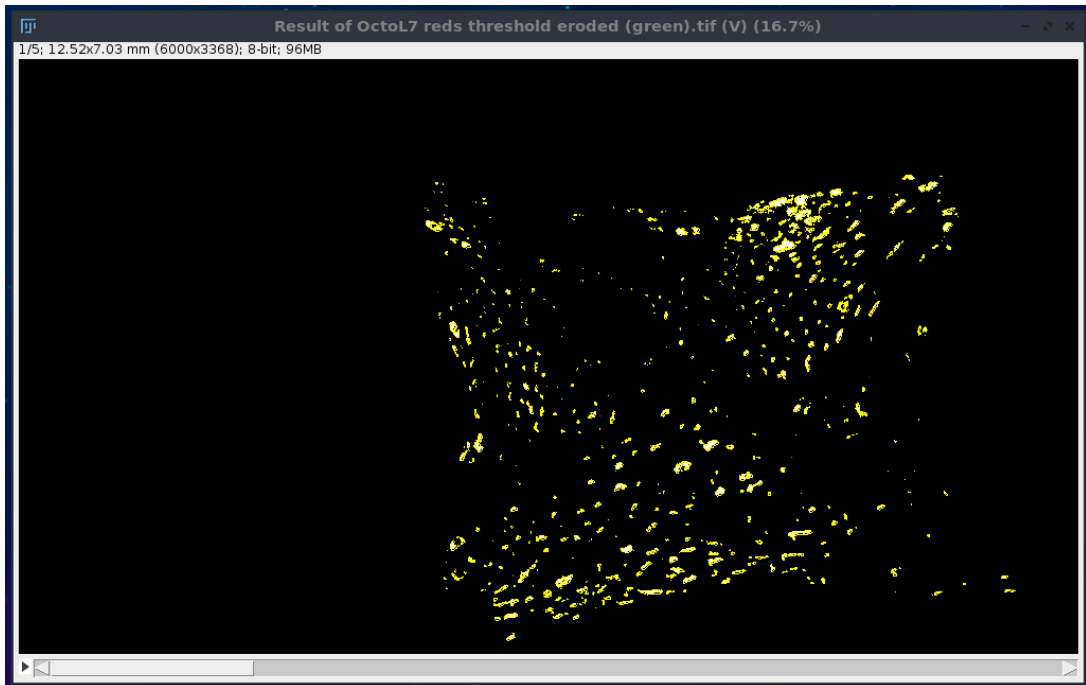 Result of OctoL7 reds threshold eroded (green).tif (V) (16.7%)
1/5; 12.52x7.03 mm (6000x3368); 8-bit; 96MB